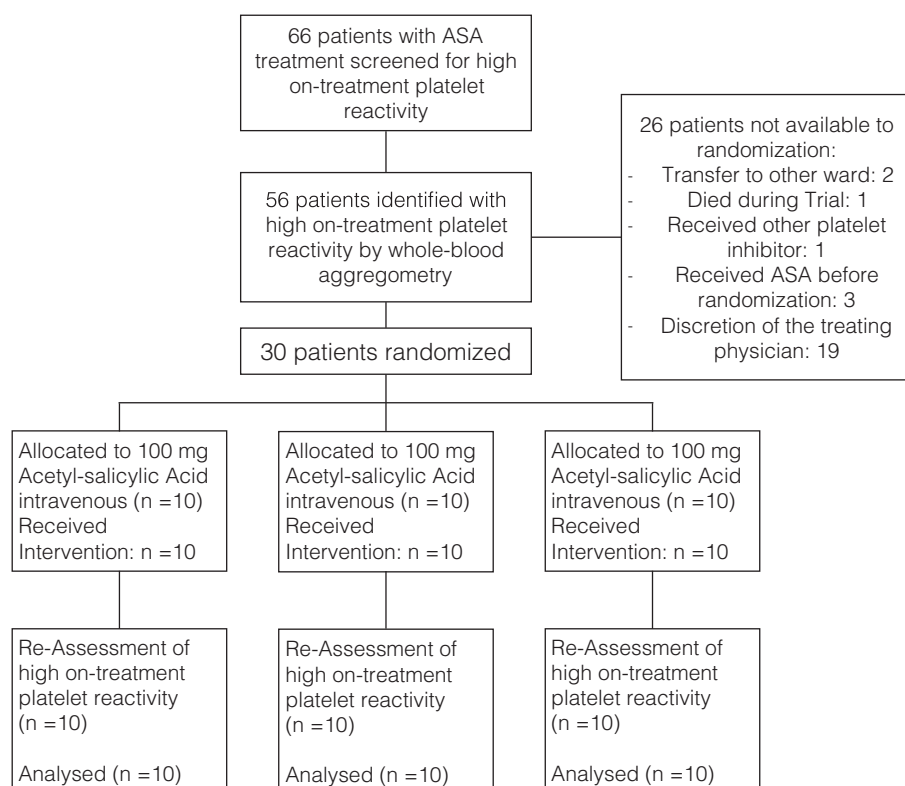 66 patients with ASA
treatment screened for high
on-treatment platelet
reactivity
26 patients not available to
randomization:
- Transfer to other ward: 2
- Died during Trial: 1
- Received other platelet
inhibitor: 1
- Received ASA before
randomization: 3
- Discretion of the treating
physician: 19
56 patients identified with
high on-treatment platelet
reactivity by whole-blood
aggregometry
30 patients randomized
Allocated to 100 mg
Acetyl-salicylic Acid
intravenous (n =10)
Received
Intervention: n =10
Allocated to 100 mg
Acetyl-salicylic Acid
intravenous (n =10)
Received
Intervention: n =10
Allocated to 100 mg
Acetyl-salicylic Acid
intravenous (n =10)
Received
Intervention: n =10
Re-Assessment of
high on-treatment
platelet reactivity
(n =10)
Analysed (n =10)
Re-Assessment of
high on-treatment
platelet reactivity
(n =10)
Analysed (n =10)
Re-Assessment of
high on-treatment
platelet reactivity
(n =10)
Analysed (n =10)